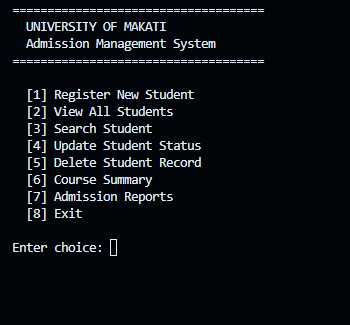 ====================================
UNIVERSITY OF MAKATI
Admission Management System
====================================
[1] Register New Student
[2] View All Students
[3] Search Student
[4] Update Student Status
[5] Delete Student Record
[6] Course Summary
[7] Admission Reports
[8] Exit
Enter choice: